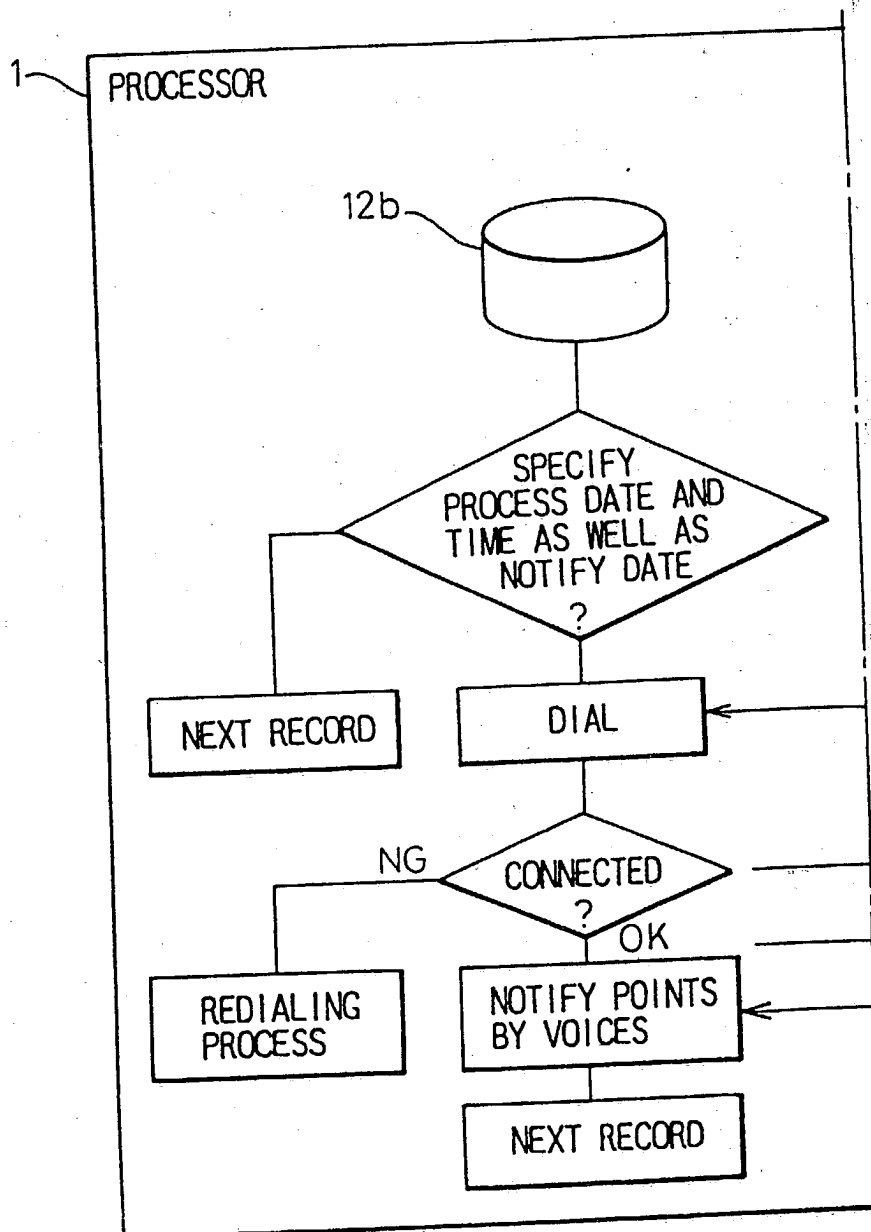 1
PROCESSOR
12b
SPECIFY
PROCESS DATE AND
TIME AS WELL AS
NOTIFY DATE
?
NEXT RECORD
DIAL
NG
CONNECTED
?
OK
REDIALING
PROCESS
NOTIFY POINTS
BY VOICES
NEXT RECORD